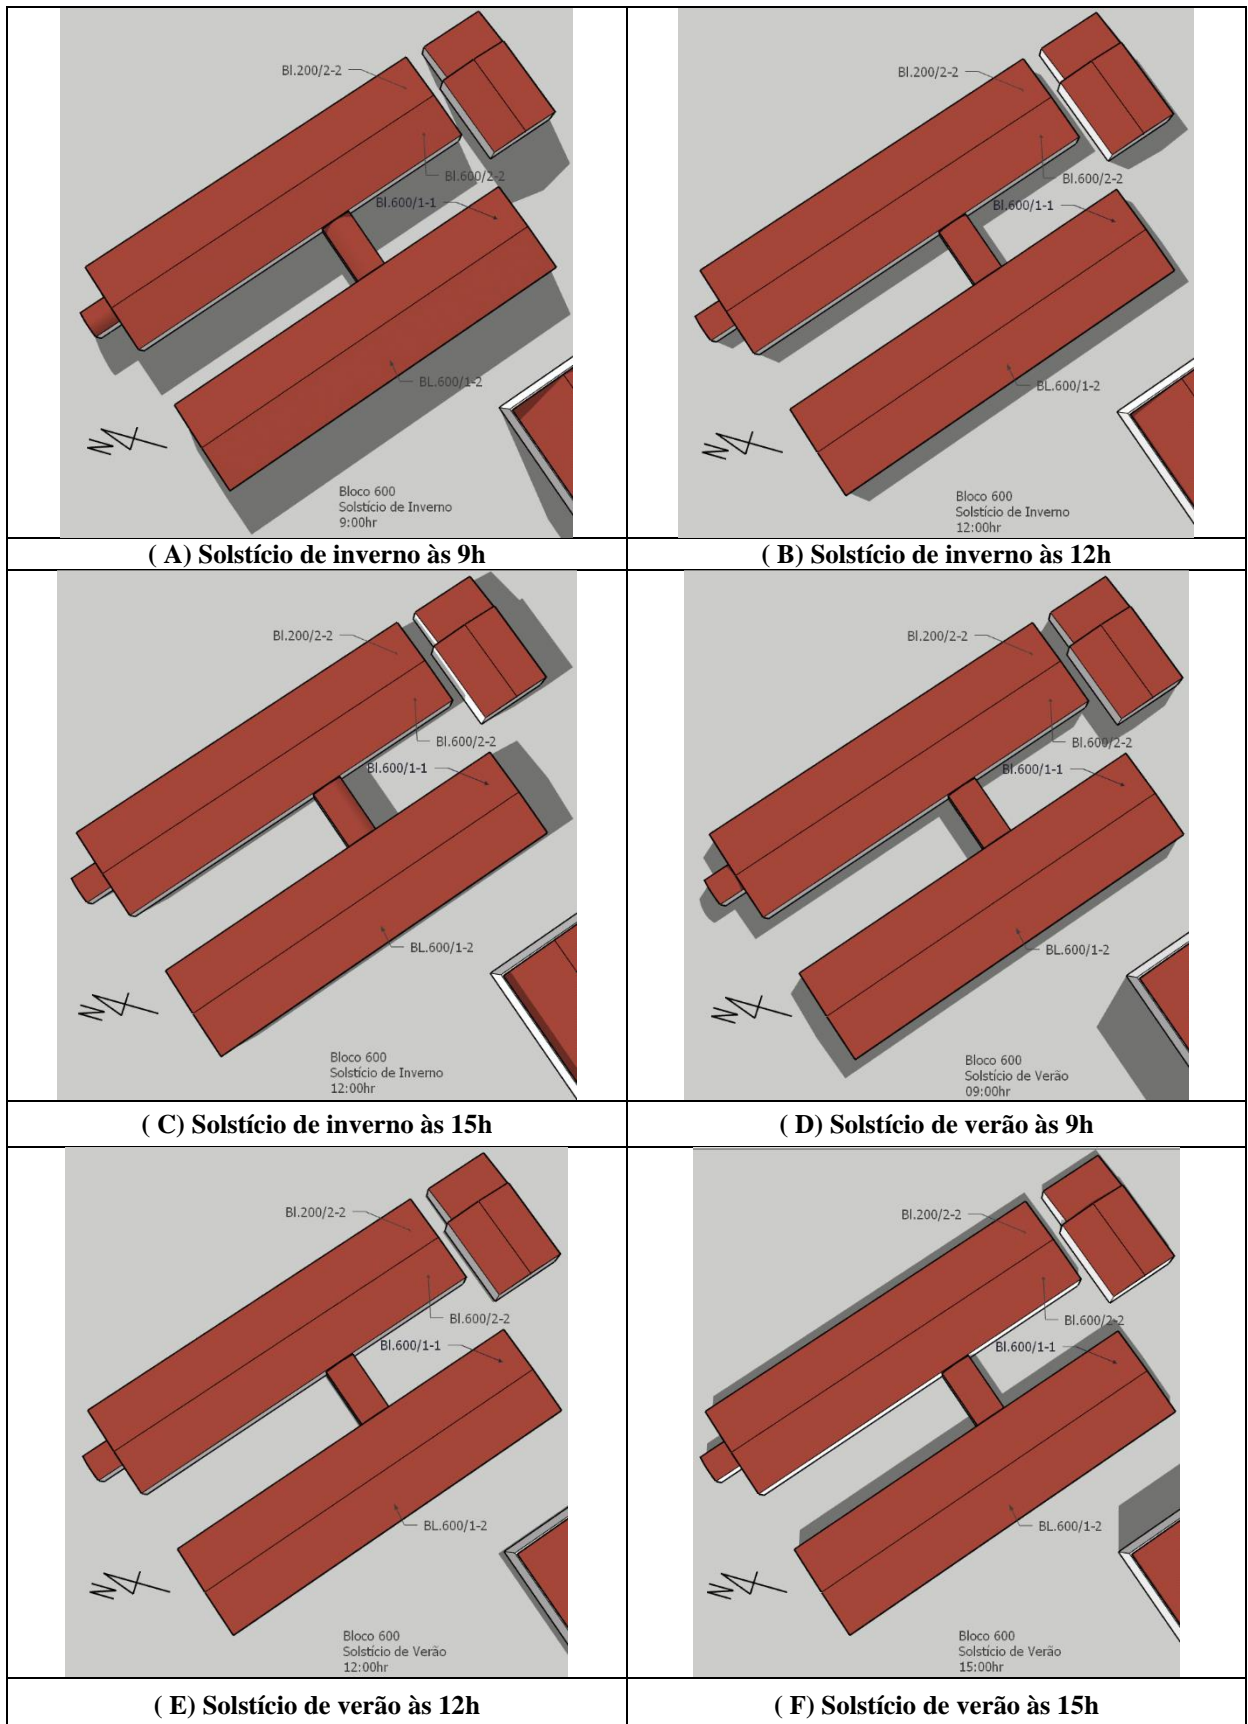 Bl.200/2-2
Bl.600/2-2
Bl.600/1-1
BL.600/1-2
N
Bloco 600
Solstício de Inverno
9:00hr
( A) Solstício de inverno às 9h
Bl.200/2-2
Bl.600/2-2
Bl.600/1-1
BL.600/1-2
N
Bloco 600
Solstício de Inverno
12:00hr
( B) Solstício de inverno às 12h
Bl.200/2-2
Bl.600/2-2
Bl.600/1-1
BL.600/1-2
N
Bloco 600
Solstício de Inverno
12:00hr
( C) Solstício de inverno às 15h
Bl.200/2-2
Bl.600/2-2
Bl.600/1-1
BL.600/1-2
N
Bloco 600
Solstício de Verão
09:00hr
( D) Solstício de verão às 9h
Bl.200/2-2
Bl.600/2-2
Bl.600/1-1
BL.600/1-2
N
Bloco 600
Solstício de Verão
12:00hr
( E) Solstício de verão às 12h
Bl.200/2-2
Bl.600/2-2
Bl.600/1-1
BL.600/1-2
N
Bloco 600
Solstício de Verão
15:00hr
( F) Solstício de verão às 15h